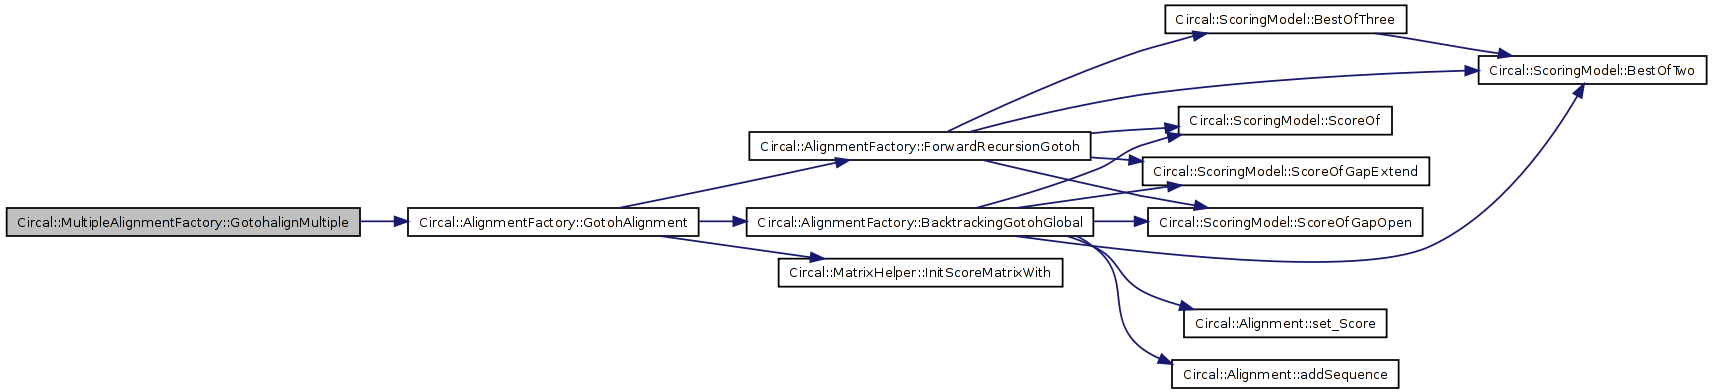 Circal::ScoringModel::BestOfThree
Circal::ScoringModel::BestOfTwo
Circal::ScoringModel::ScoreOf
Circal::AlignmentFactory::ForwardRecursionGotoh
Circal::ScoringModel::ScoreOfGapExtend
Circal::MultipleAlignmentFactory::GotohalignMultiple
Circal::AlignmentFactory::GotohAlignment
Circal::AlignmentFactory::BacktrackingGotohGlobal
Circal::ScoringModel::ScoreOfGapOpen
Circal::MatrixHelper::InitScoreMatrixWith
Circal::Alignment::set_Score
Circal::Alignment::addSequence